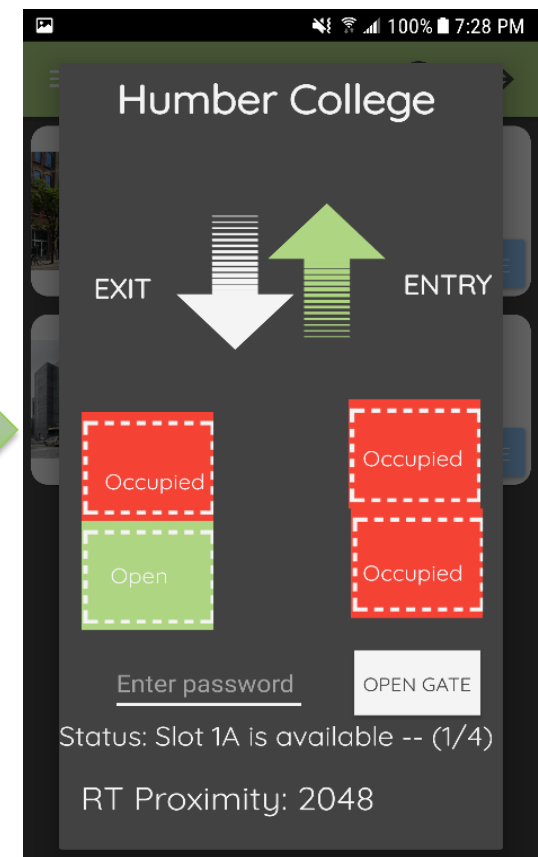 100% 7:28 PM
Humber College
EXIT
ENTRY
Occupied
Occupied
Open
Occupied
Enter password
OPEN GATE
Status: Slot 1A is available -- (1/4)
RT Proximity: 2048